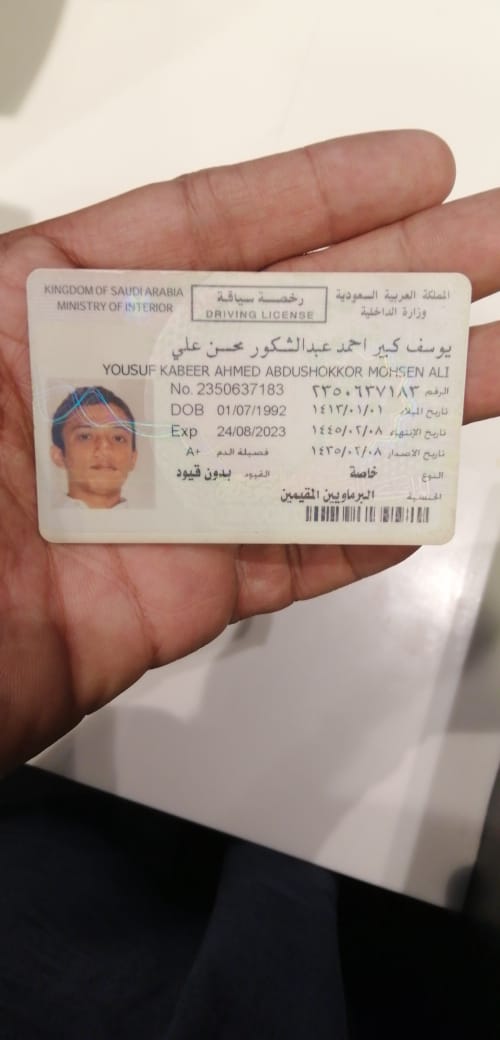 KINGDOM OF SAUDI ARABIA
MINISTRY OF INTERIOR
رخصة سياقة
DRIVING LICENSE
المملكة العربية السعودية
وزارة الداخلية
يوسف كبير احمد عبدالشكور محسن علي
YOUSUF KABEER AHMED ABDUSHOKKOR MOHSEN ALI
No. 2350637183 الرقم ٢٣٥٠٦٣٧١٨٣
DOB 01/07/1992 تاريخ الميلاد ١٤١٣/٠١/٠١
Exp 24/08/2023 تاريخ الإنتهاء ١٤٤٥/٠٢/٠٨
تاريخ الاصدار ١٤٣٥/٠٢/٠٨ فصيلة الدم A+
النوع خاصة القيود بدون قيود
الجنسية البرماويين المقيمين